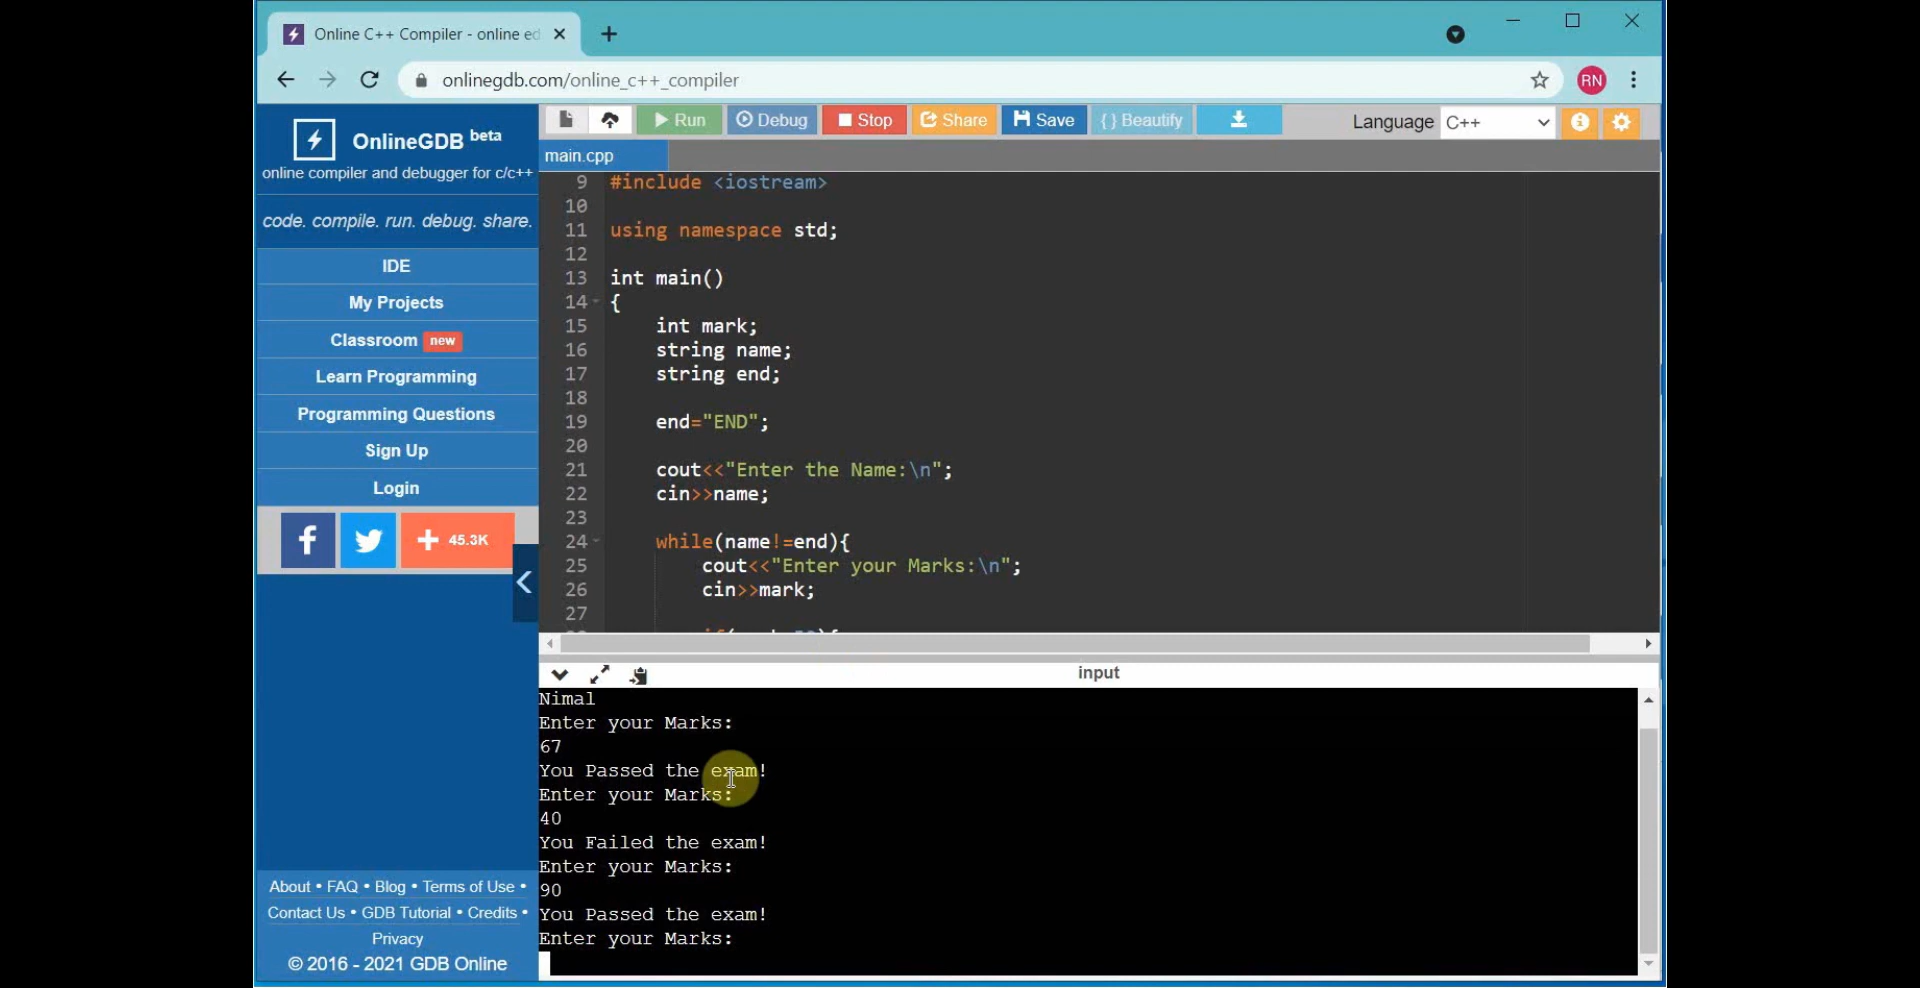 Online C++ Compiler - online ed
onlinegdb.com/online_c++_compiler
RN
OnlineGDB beta
online compiler and debugger for c/c++
code. compile. run. debug. share.
IDE
My Projects
Classroom new
Learn Programming
Programming Questions
Sign Up
Login
f
+ 45.3K
About • FAQ • Blog • Terms of Use •
Contact Us • GDB Tutorial • Credits •
Privacy
© 2016 - 2021 GDB Online
Run Debug Stop Share Save {} Beautify Language C++
main.cpp
9 #include <iostream>
10
11 using namespace std;
12
13 int main()
14 {
15 int mark;
16 string name;
17 string end;
18
19 end="END";
20
21 cout<<"Enter the Name:\n";
22 cin>>name;
23
24 while(name!=end){
25 cout<<"Enter your Marks:\n";
26 cin>>mark;
27
input
Nimal
Enter your Marks:
67
You Passed the exam!
Enter your Marks:
40
You Failed the exam!
Enter your Marks:
90
You Passed the exam!
Enter your Marks: